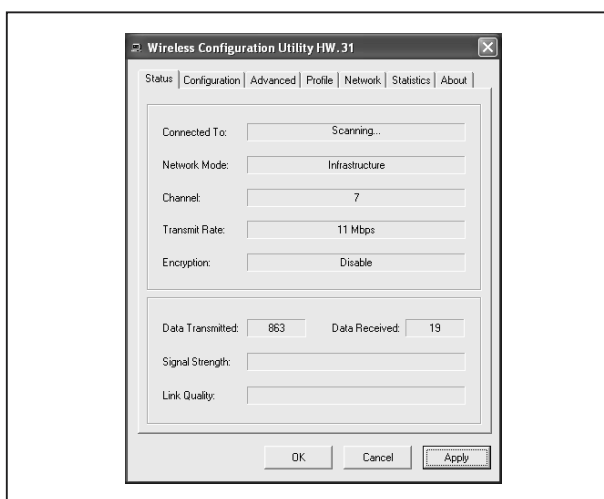 Wireless Configuration Utility HW.31
Status Configuration Advanced Profile Network Statistics About
Connected To: Scanning...
Network Mode: Infrastructure
Channel: 7
Transmit Rate: 11 Mbps
Encryption: Disable
Data Transmitted: 863 Data Received: 19
Signal Strength:
Link Quality:
OK Cancel Apply